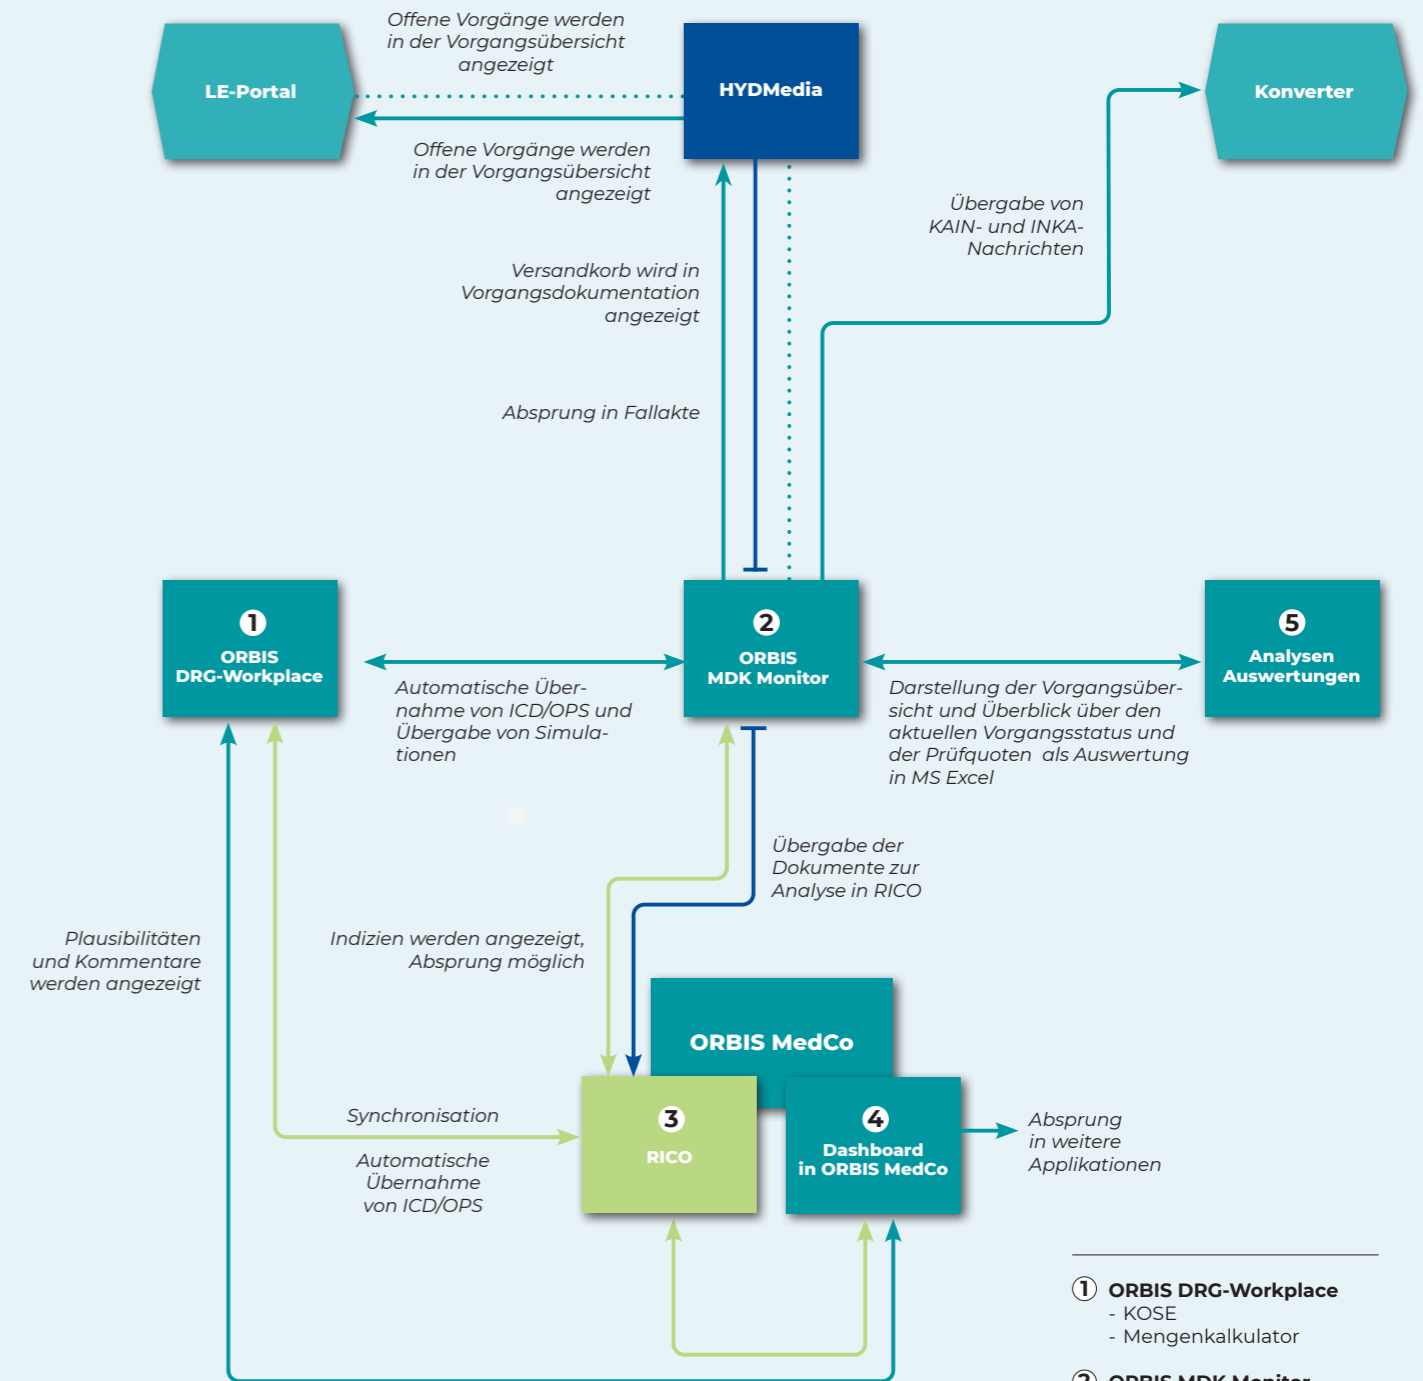 Offene Vorgänge werden
in der Vorgangsübersicht
angezeigt
LE-Portal
HYDMedia
Konverter
Offene Vorgänge werden
in der Vorgangsübersicht
angezeigt
Übergabe von
KAIN- und INKA-
Nachrichten
Versandkorb wird in
Vorgangsdokumentation
angezeigt
Absprung in Fallakte
1
ORBIS
DRG-Workplace
2
ORBIS
MDK Monitor
5
Analysen
Auswertungen
Automatische Über-
nahme von ICD/OPS und
Übergabe von Simula-
tionen
Darstellung der Vorgangsüber-
sicht und Überblick über den
aktuellen Vorgangsstatus und
der Prüfquoten als Auswertung
in MS Excel
Übergabe der
Dokumente zur
Analyse in RICO
Plausibilitäten
und Kommentare
werden angezeigt
Indizien werden angezeigt,
Absprung möglich
ORBIS MedCo
Synchronisation
Automatische
Übernahme
von ICD/OPS
3
RICO
4
Dashboard
in ORBIS MedCo
Absprung
in weitere
Applikationen
1 ORBIS DRG-Workplace
- KOSE
- Mengenkalkulator
2 ORBIS MDK Monitor